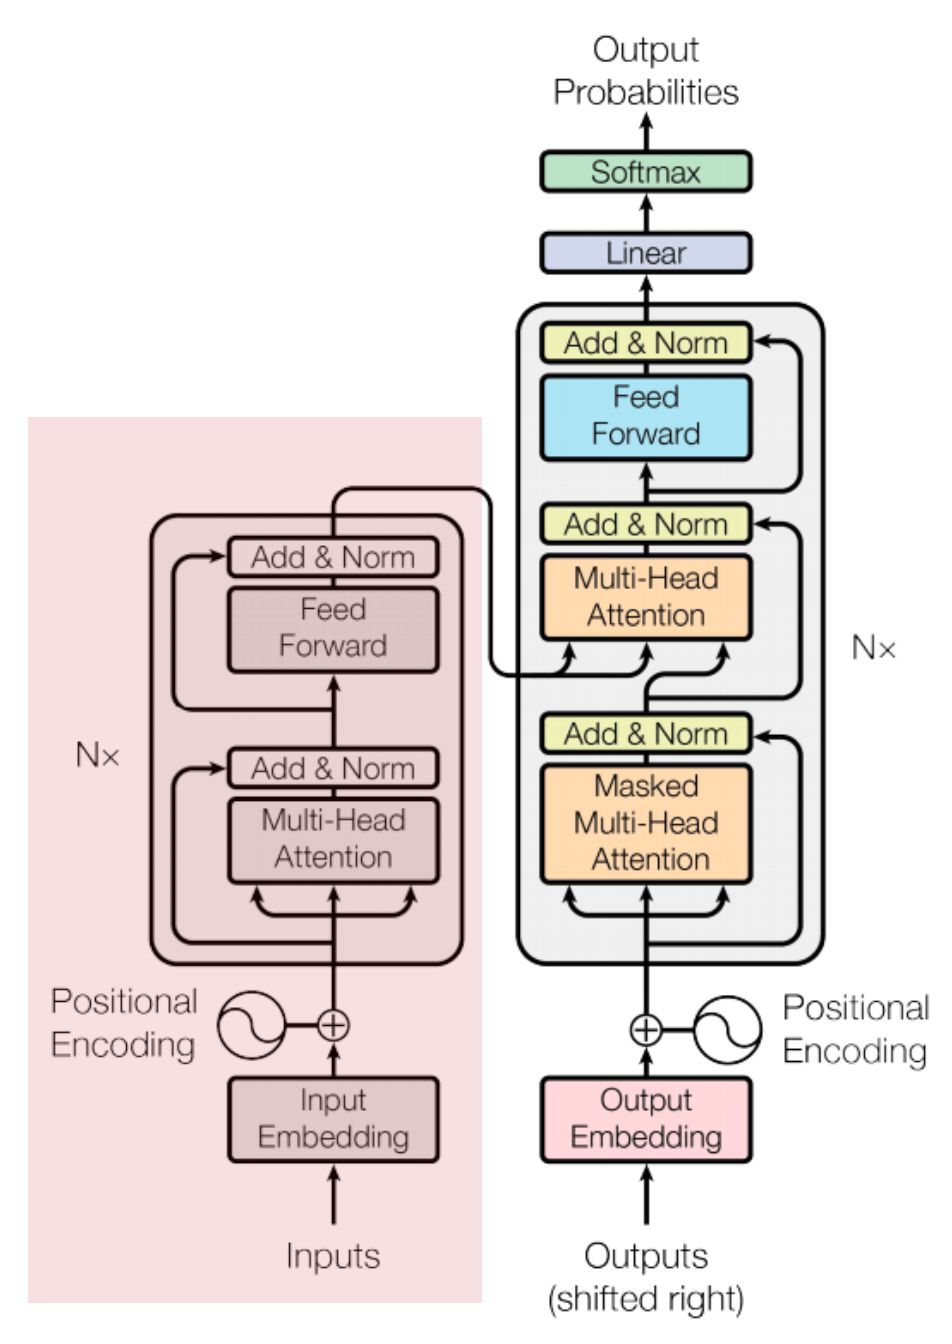 Output
Probabilities
Softmax
Linear
Add & Norm
Feed
Forward
Add & Norm
Multi-Head
Attention
Nx
Add & Norm
Masked
Multi-Head
Attention
Positional
Encoding
Output
Embedding
Outputs
(shifted right)
Add & Norm
Feed
Forward
Nx
Add & Norm
Multi-Head
Attention
Positional
Encoding
Input
Embedding
Inputs